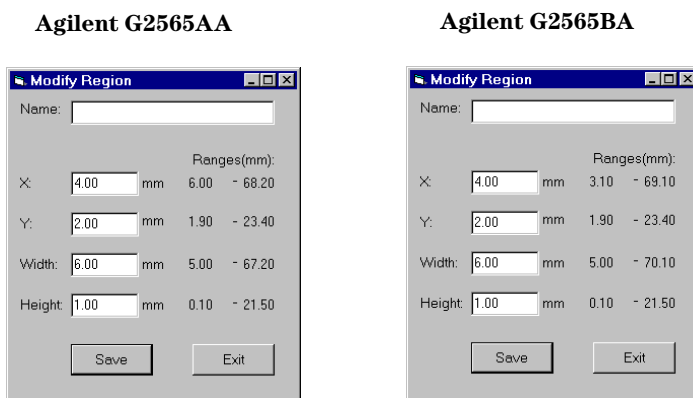 Agilent G2565AA
Modify Region
Name:
Ranges(mm):
X: 4.00 mm 6.00 - 68.20
Y: 2.00 mm 1.90 - 23.40
Width: 6.00 mm 5.00 - 67.20
Height: 1.00 mm 0.10 - 21.50
Save Exit
Agilent G2565BA
Modify Region
Name:
Ranges(mm):
X: 4.00 mm 3.10 - 69.10
Y: 2.00 mm 1.90 - 23.40
Width: 6.00 mm 5.00 - 70.10
Height: 1.00 mm 0.10 - 21.50
Save Exit